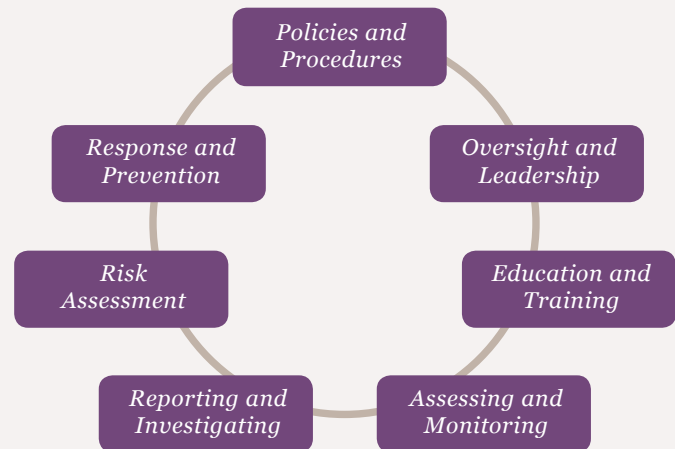 Policies and
Procedures
Oversight and
Leadership
Education and
Training
Assessing and
Monitoring
Reporting and
Investigating
Risk
Assessment
Response and
Prevention